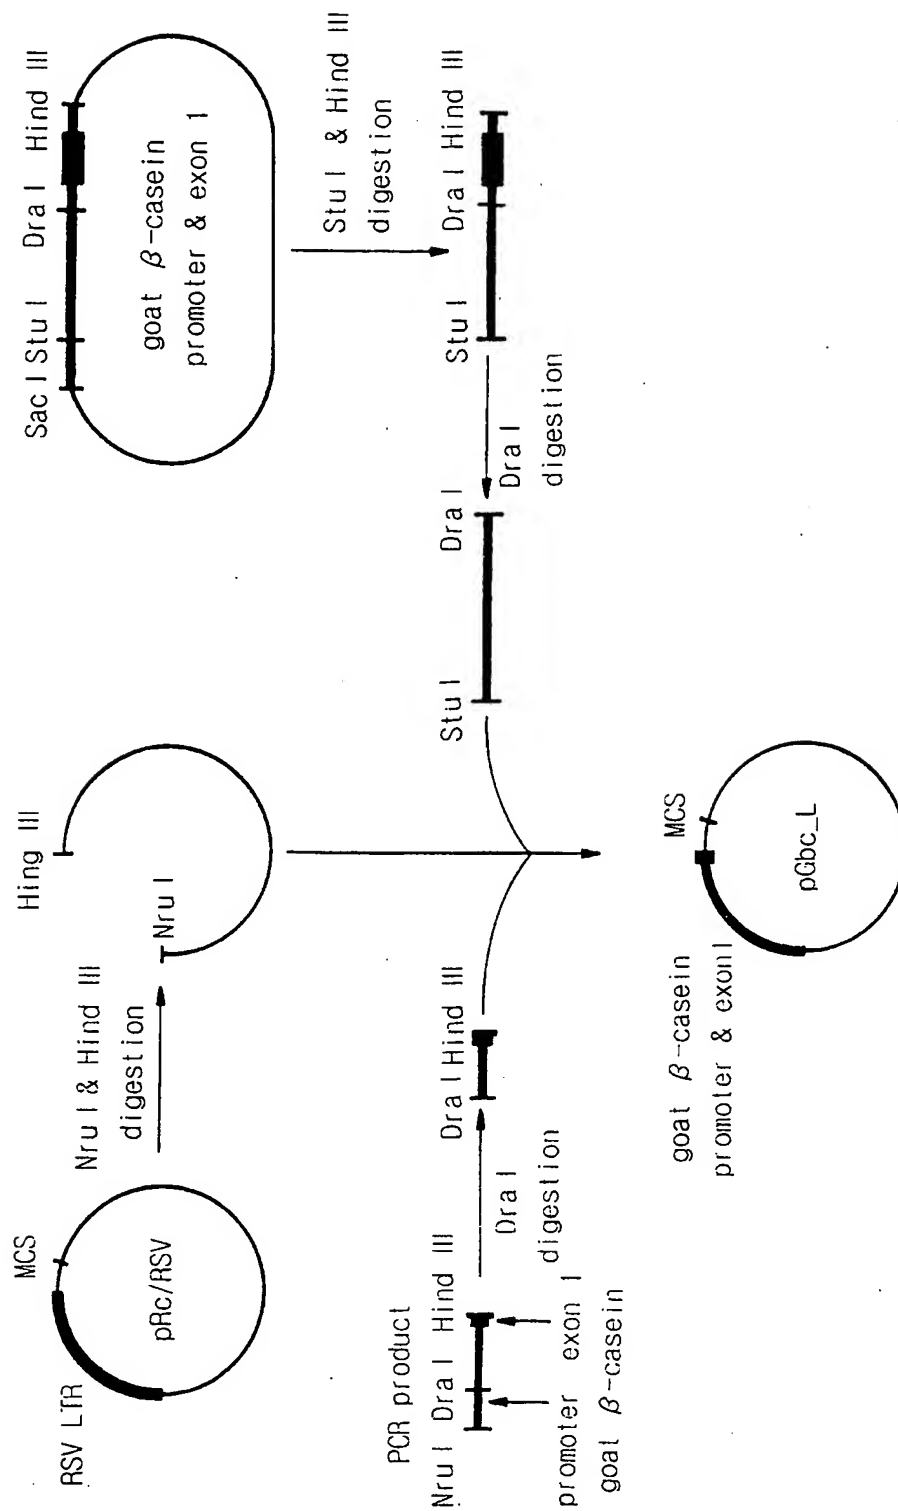 RSV LTR
MCS
pRc/RSV
Nru I & Hind III
digestion
Hing III
Nru I
Sac I Stu I Dra I Hind III
goat β-casein
promoter & exon 1
Stu I & Hind III
digestion
PCR product
Nru I Dra I Hind III
promoter exon 1
goat β-casein
Dra I
digestion
Dra I Hind III
Stu I Dra I
Dra I
digestion
Stu I Dra I Hind III
goat β-casein
promoter & exon1
MCS
pGbc_L